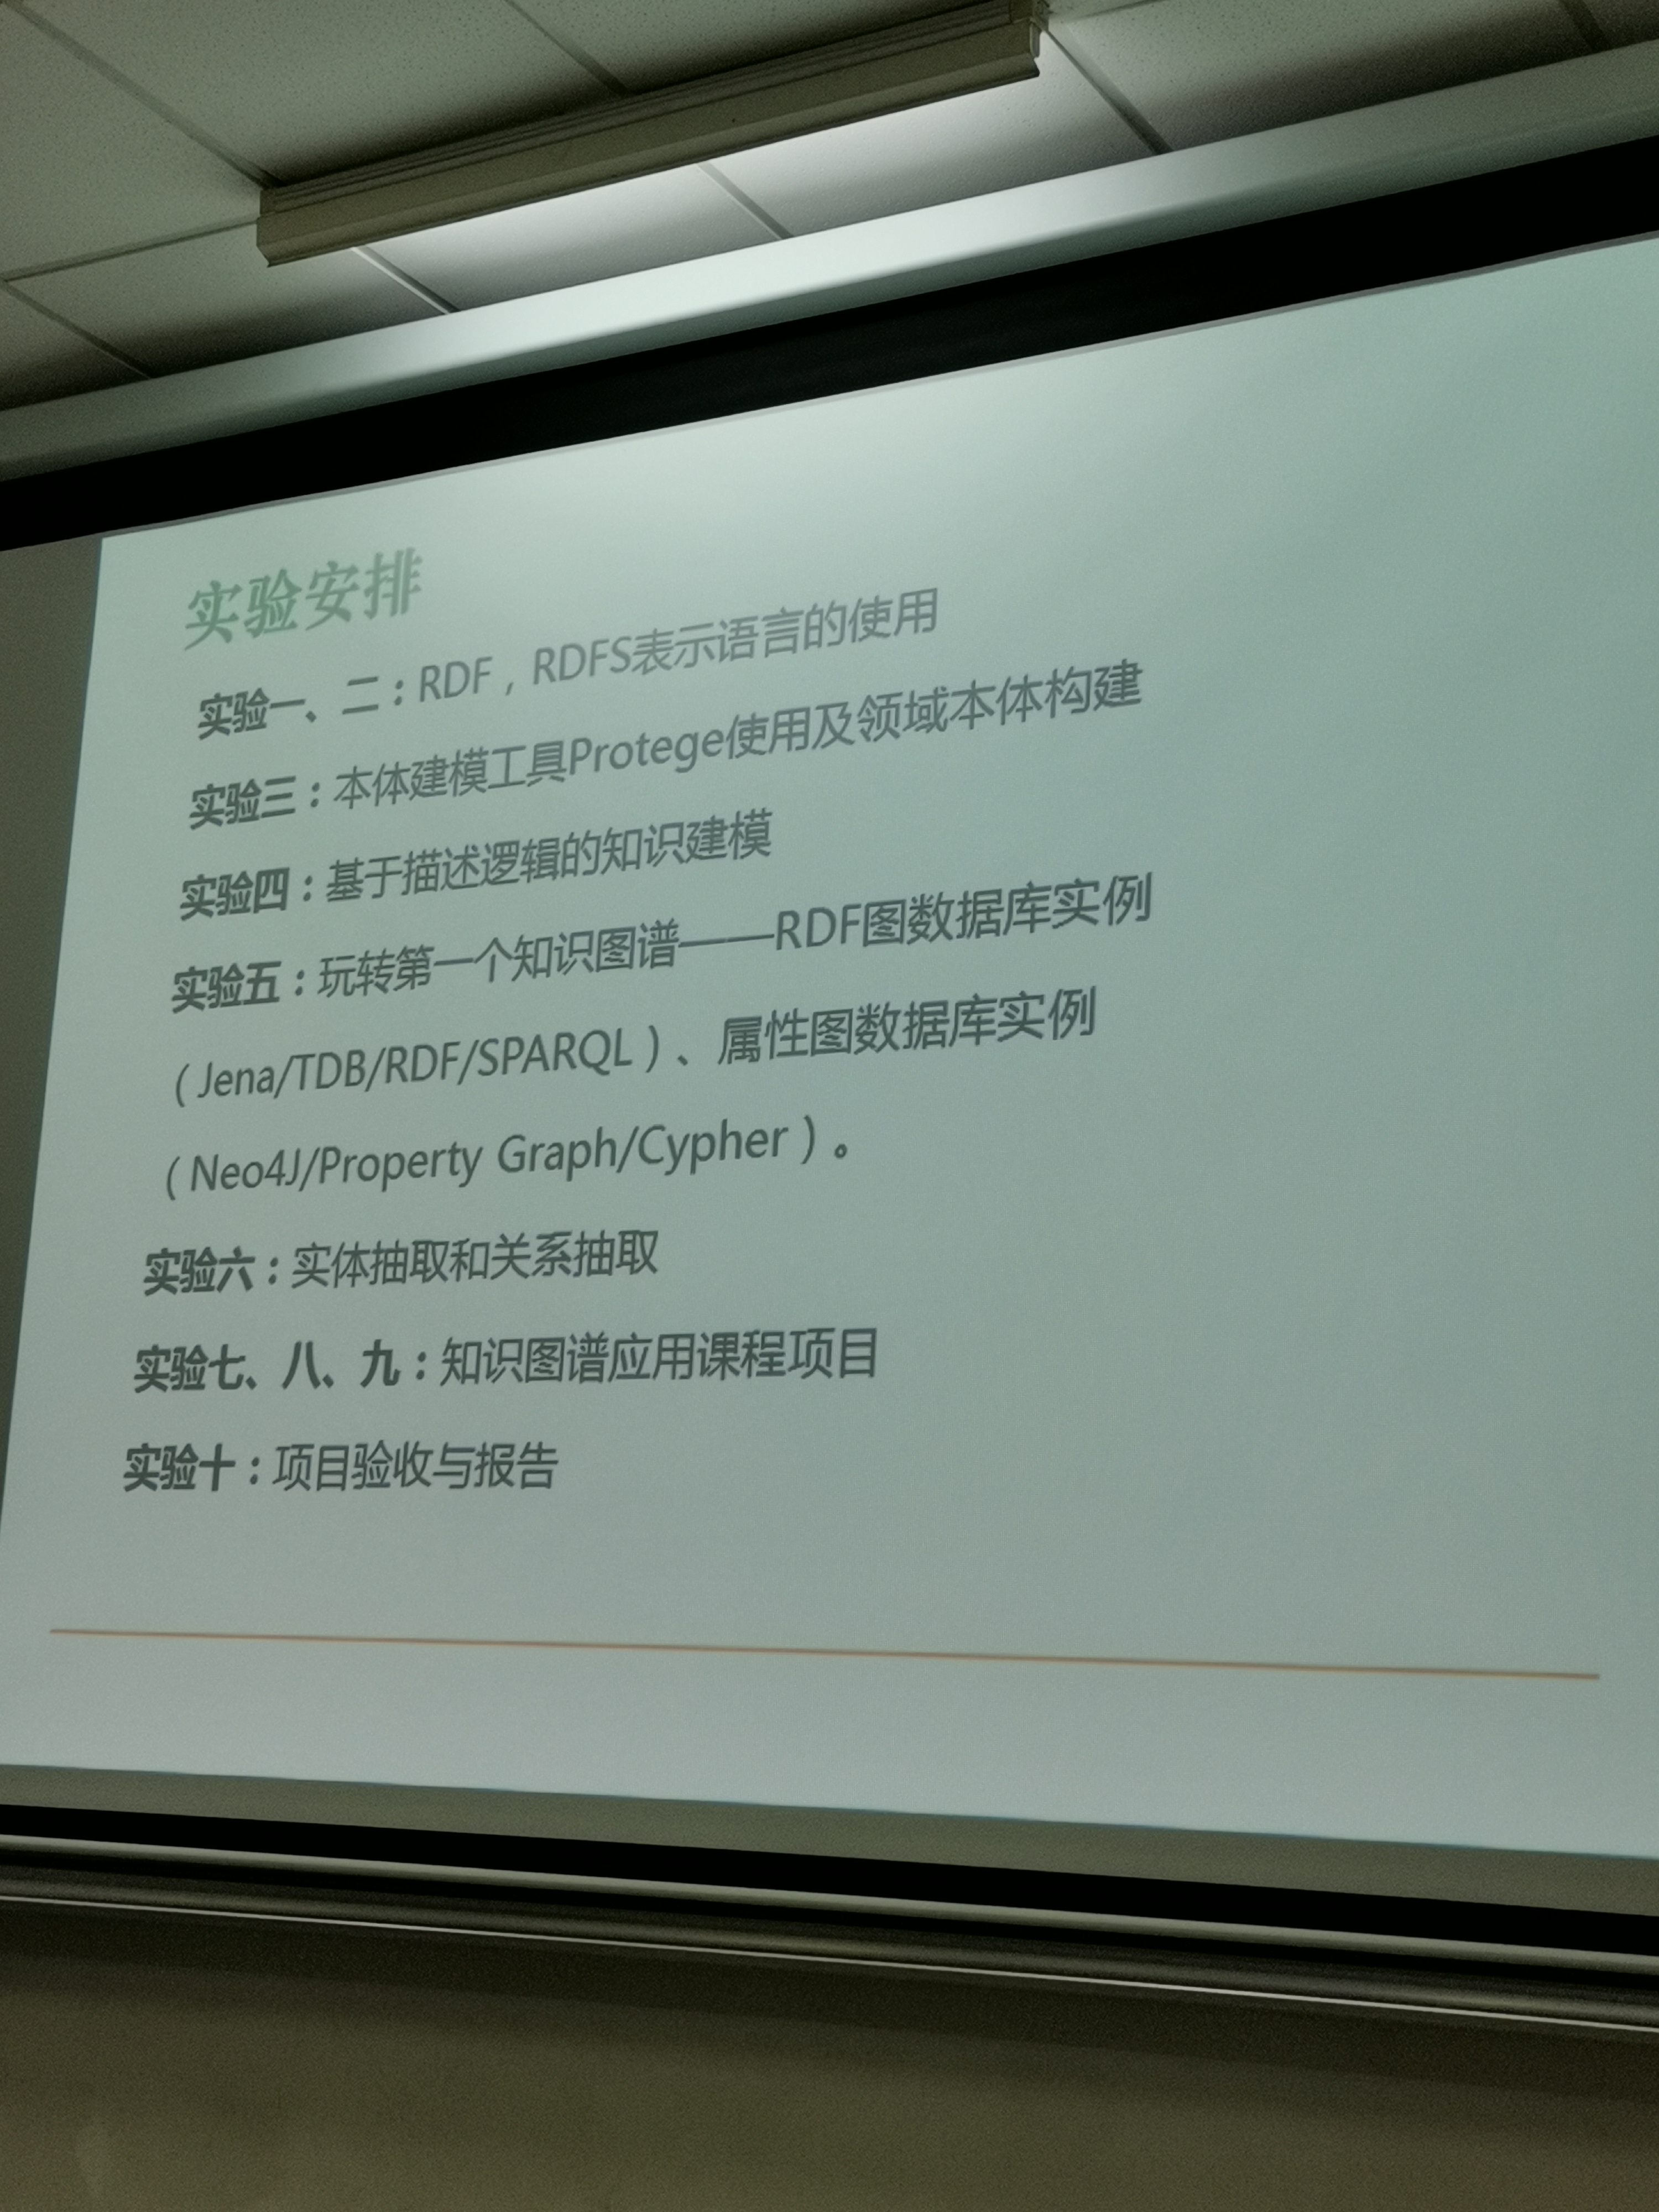 实验安排
实验一、二：RDF，RDFS表示语言的使用
实验三：本体建模工具Protege使用及领域本体构建
实验四：基于描述逻辑的知识建模
实验五：玩转第一个知识图谱——RDF图数据库实例
（Jena/TDB/RDF/SPARQL）、属性图数据库实例
（Neo4J/Property Graph/Cypher）。
实验六：实体抽取和关系抽取
实验七、八、九：知识图谱应用课程项目
实验十：项目验收与报告